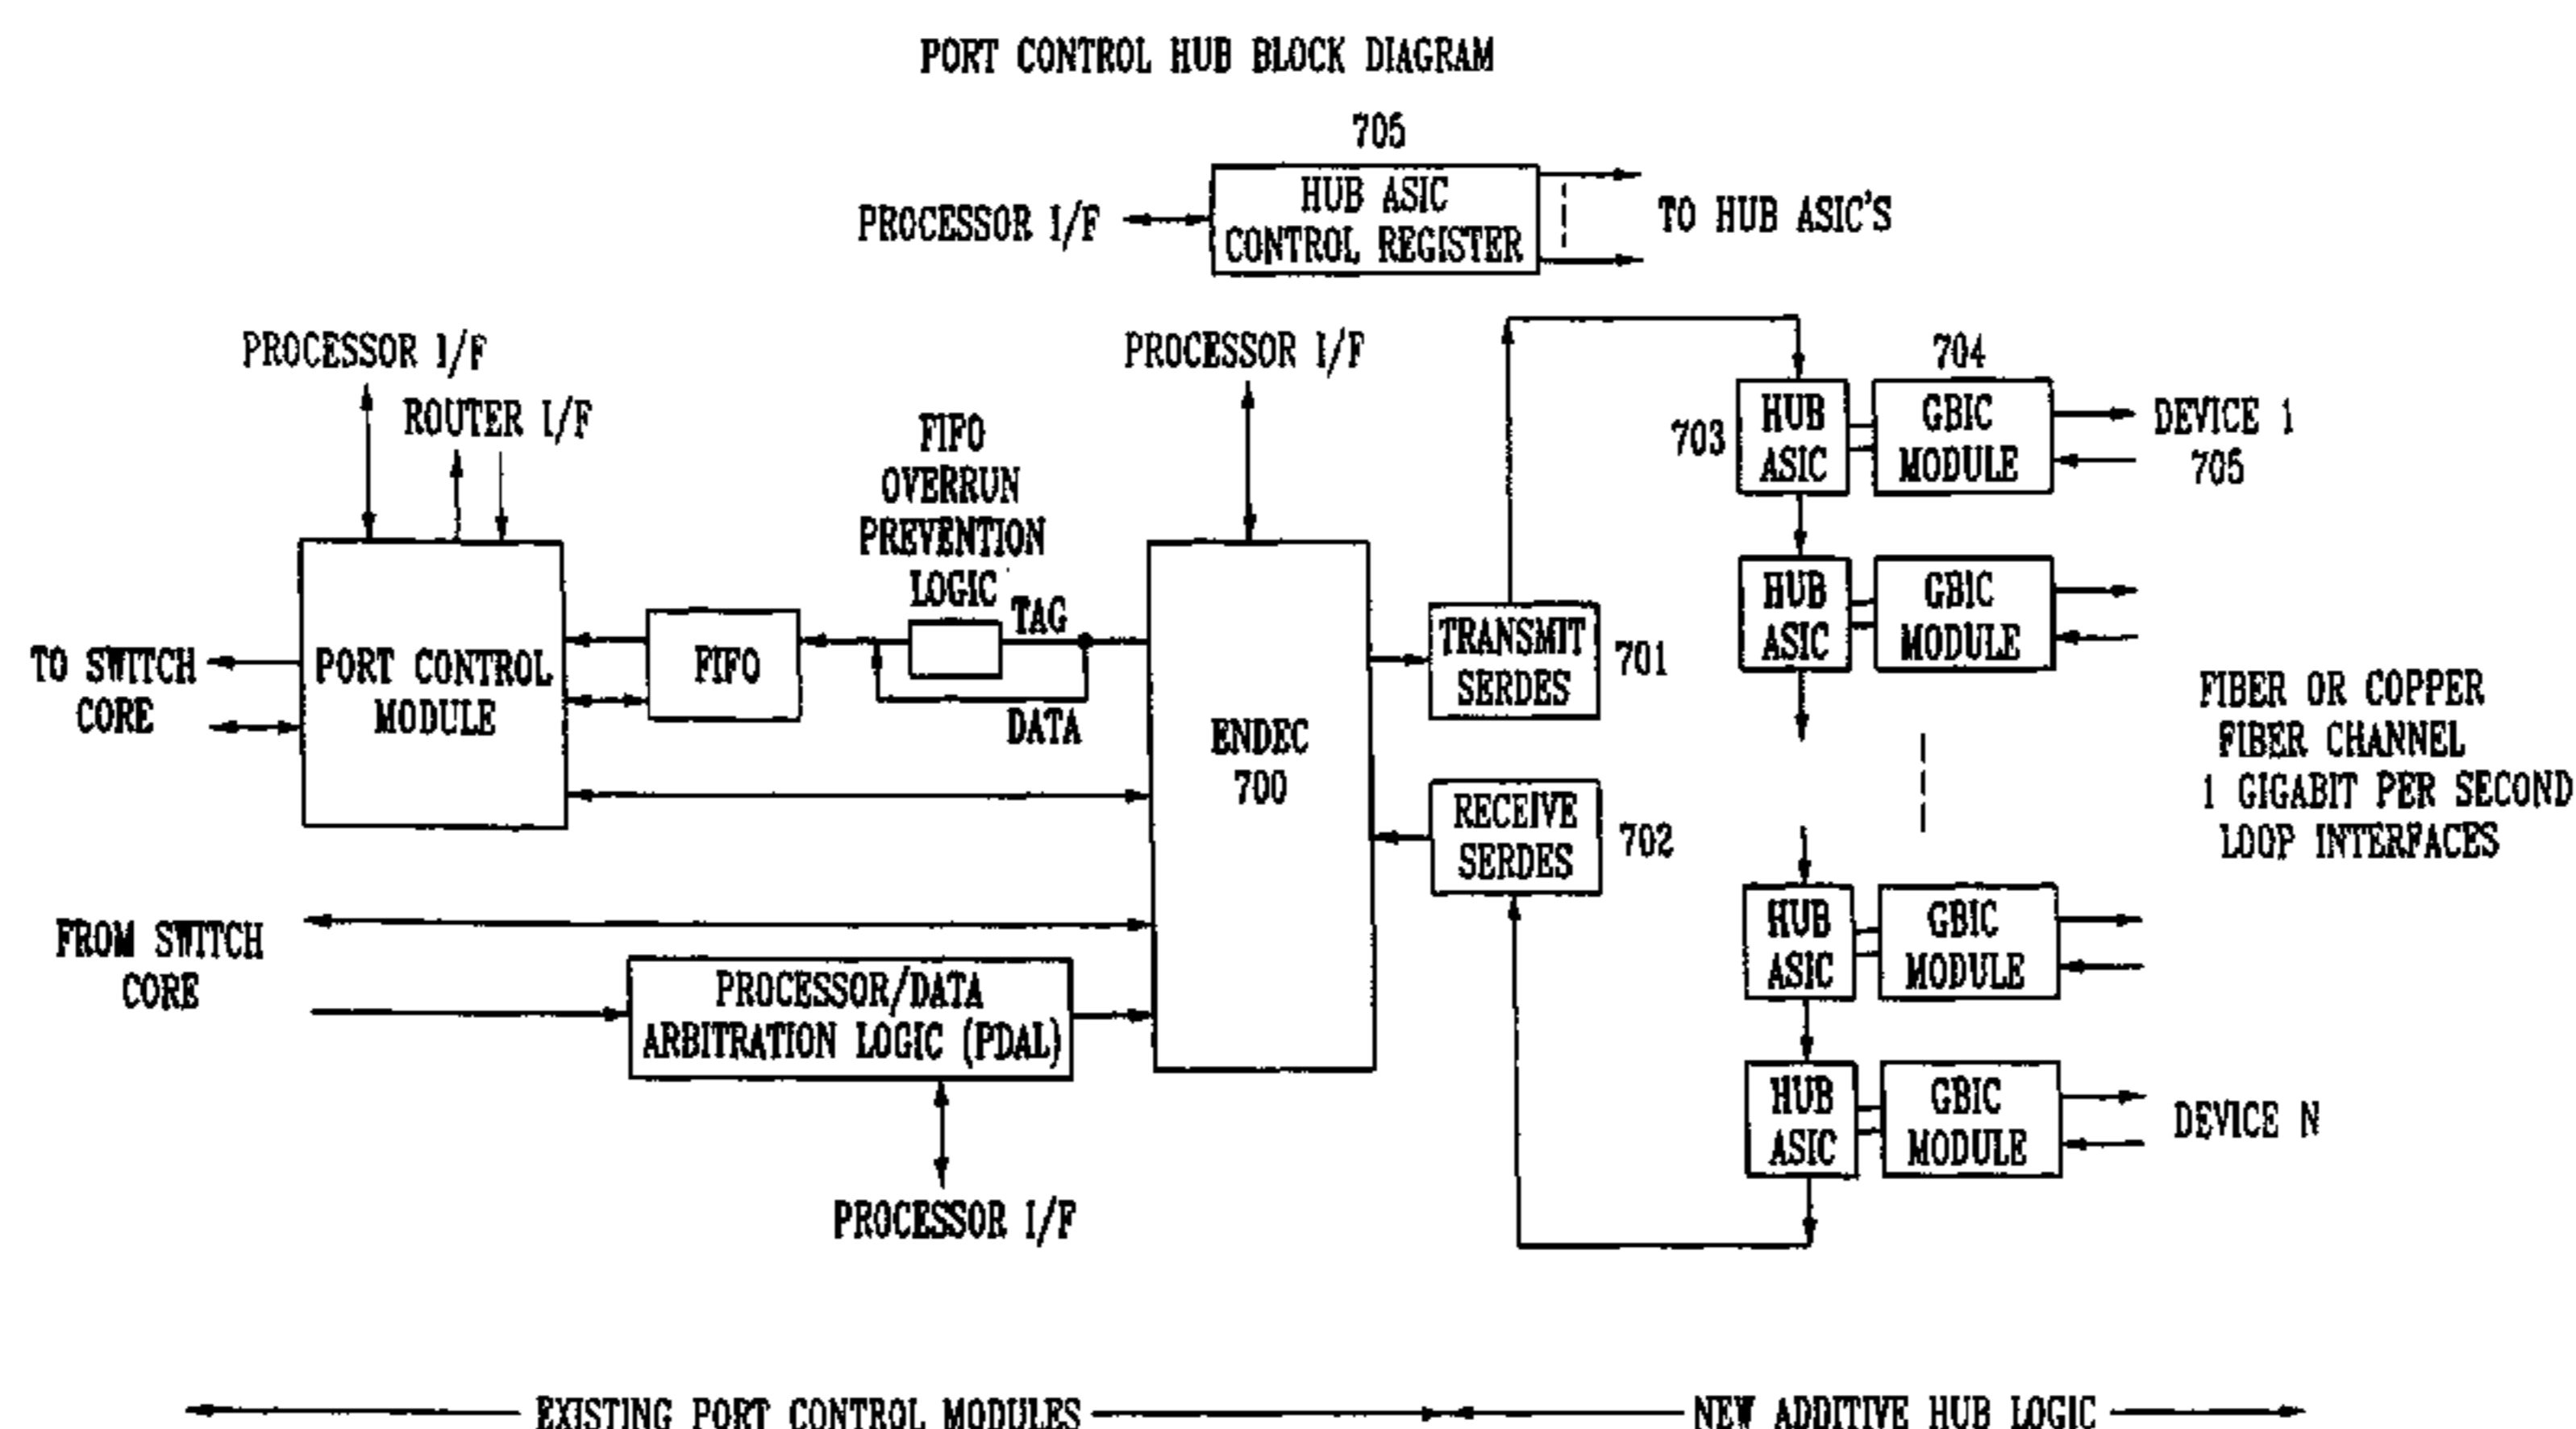 PORT CONTROL HUB BLOCK DIAGRAM
705
HUB ASIC
CONTROL REGISTER
PROCESSOR I/F
TO HUB ASIC'S
PROCESSOR I/F
ROUTER I/F
PROCESSOR I/F
FIFO
OVERRUN
PREVENTION
LOGIC
TAG
DATA
TO SWITCH
CORE
PORT CONTROL
MODULE
FIFO
ENDEC
700
TRANSMIT
SERDES
701
RECEIVE
SERDES
702
703
HUB
ASIC
704
GBIC
MODULE
DEVICE 1
705
HUB
ASIC
GBIC
MODULE
FIBER OR COPPER
FIBER CHANNEL
1 GIGABIT PER SECOND
LOOP INTERFACES
HUB
ASIC
GBIC
MODULE
HUB
ASIC
GBIC
MODULE
DEVICE N
FROM SWITCH
CORE
PROCESSOR/DATA
ARBITRATION LOGIC (PDAL)
PROCESSOR I/F
EXISTING PORT CONTROL MODULES
NEW ADDITIVE HUB LOGIC